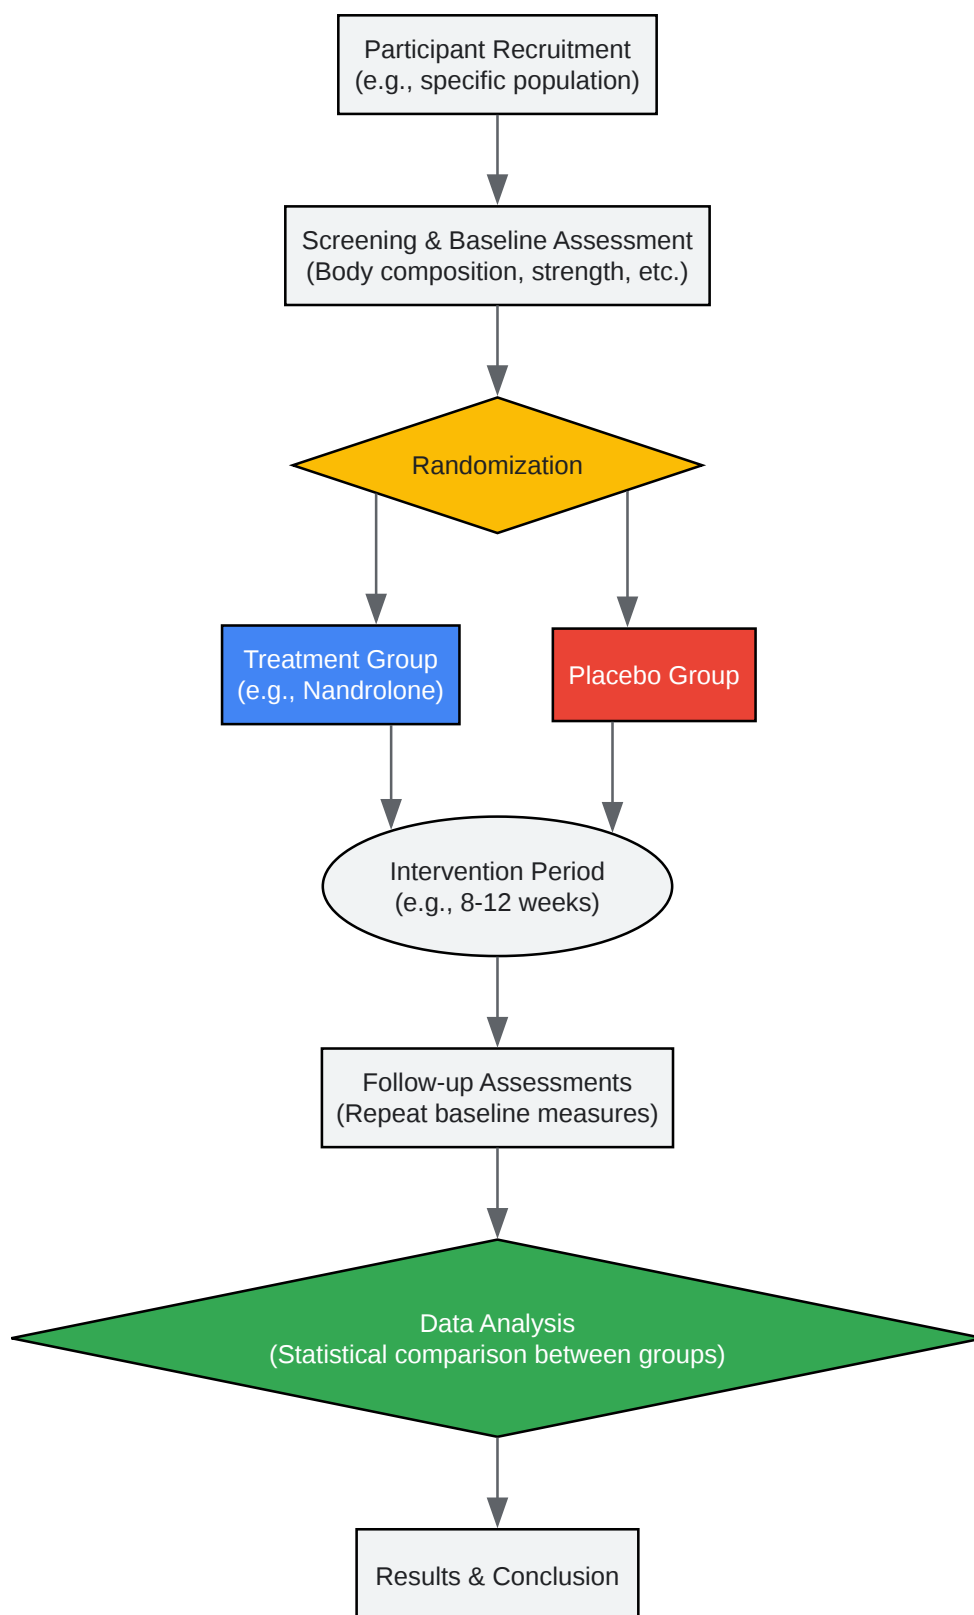 Participant Recruitment
(e.g., specific population)
Screening & Baseline Assessment
(Body composition, strength, etc.)
Randomization
Treatment Group
(e.g., Nandrolone)
Placebo Group
Intervention Period
(e.g., 8-12 weeks)
Follow-up Assessments
(Repeat baseline measures)
Data Analysis
(Statistical comparison between groups)
Results & Conclusion